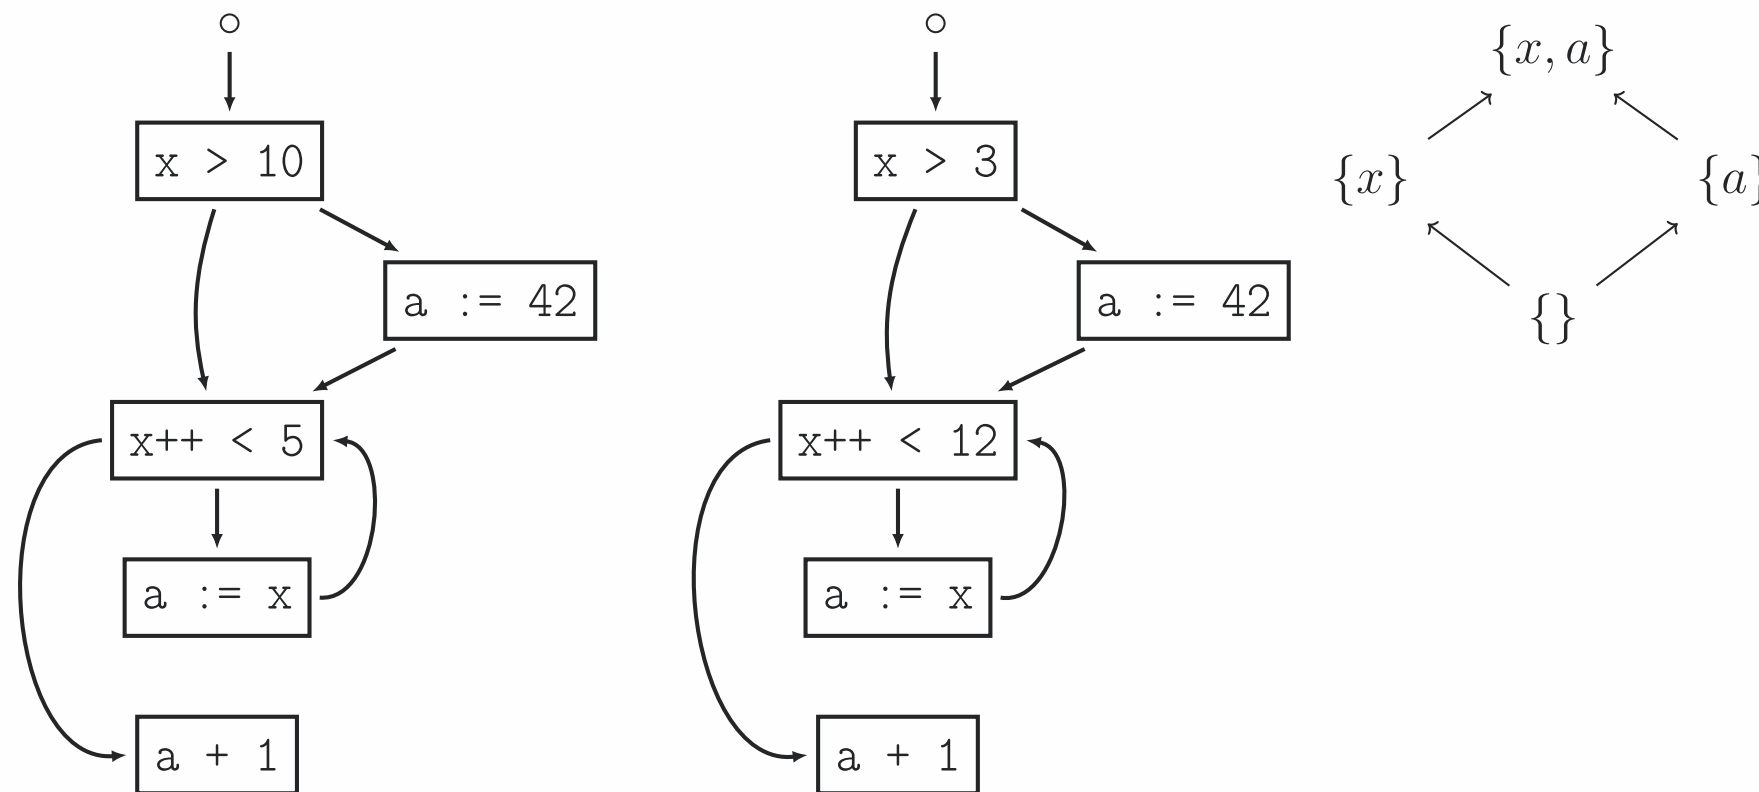 x > 10
a := 42
x++ < 5
a := x
a + 1
x > 3
a := 42
x++ < 12
a := x
a + 1
{x, a}
{x}
{a}
{}